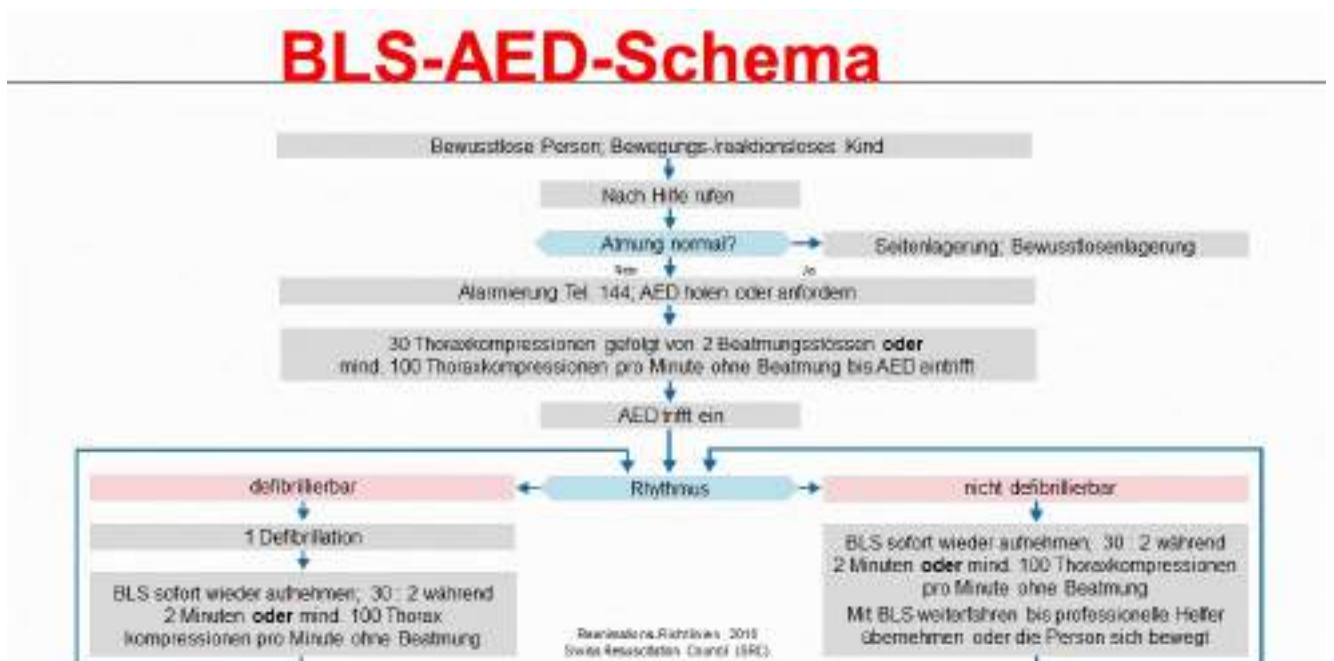 BLS-AED-Schema
Bewusstlose Person; Bewegungs-/reaktionsloses Kind
Nach Hilfe rufen
Atmung normal?
Seitenlagerung; Bewusstlosenlagerung
Nein
Ja
Alarmierung Tel. 144; AED holen oder anfordern
30 Thoraxkompressionen gefolgt von 2 Beatmungsstössen oder
mind. 100 Thoraxkompressionen pro Minute ohne Beatmung bis AED eintrifft
AED trifft ein
defibrillierbar
Rhythmus
nicht defibrillierbar
1 Defibrillation
BLS sofort wieder aufnehmen; 30 : 2 während
2 Minuten oder mind. 100 Thorax
kompressionen pro Minute ohne Beatmung
BLS sofort wieder aufnehmen; 30 : 2 während
2 Minuten oder mind. 100 Thoraxkompressionen
pro Minute ohne Beatmung
Mit BLS weiterfahren bis professionelle Helfer
übernehmen oder die Person sich bewegt
Reanimations-Richtlinien 2010
Swiss Resuscitation Council (SRC)